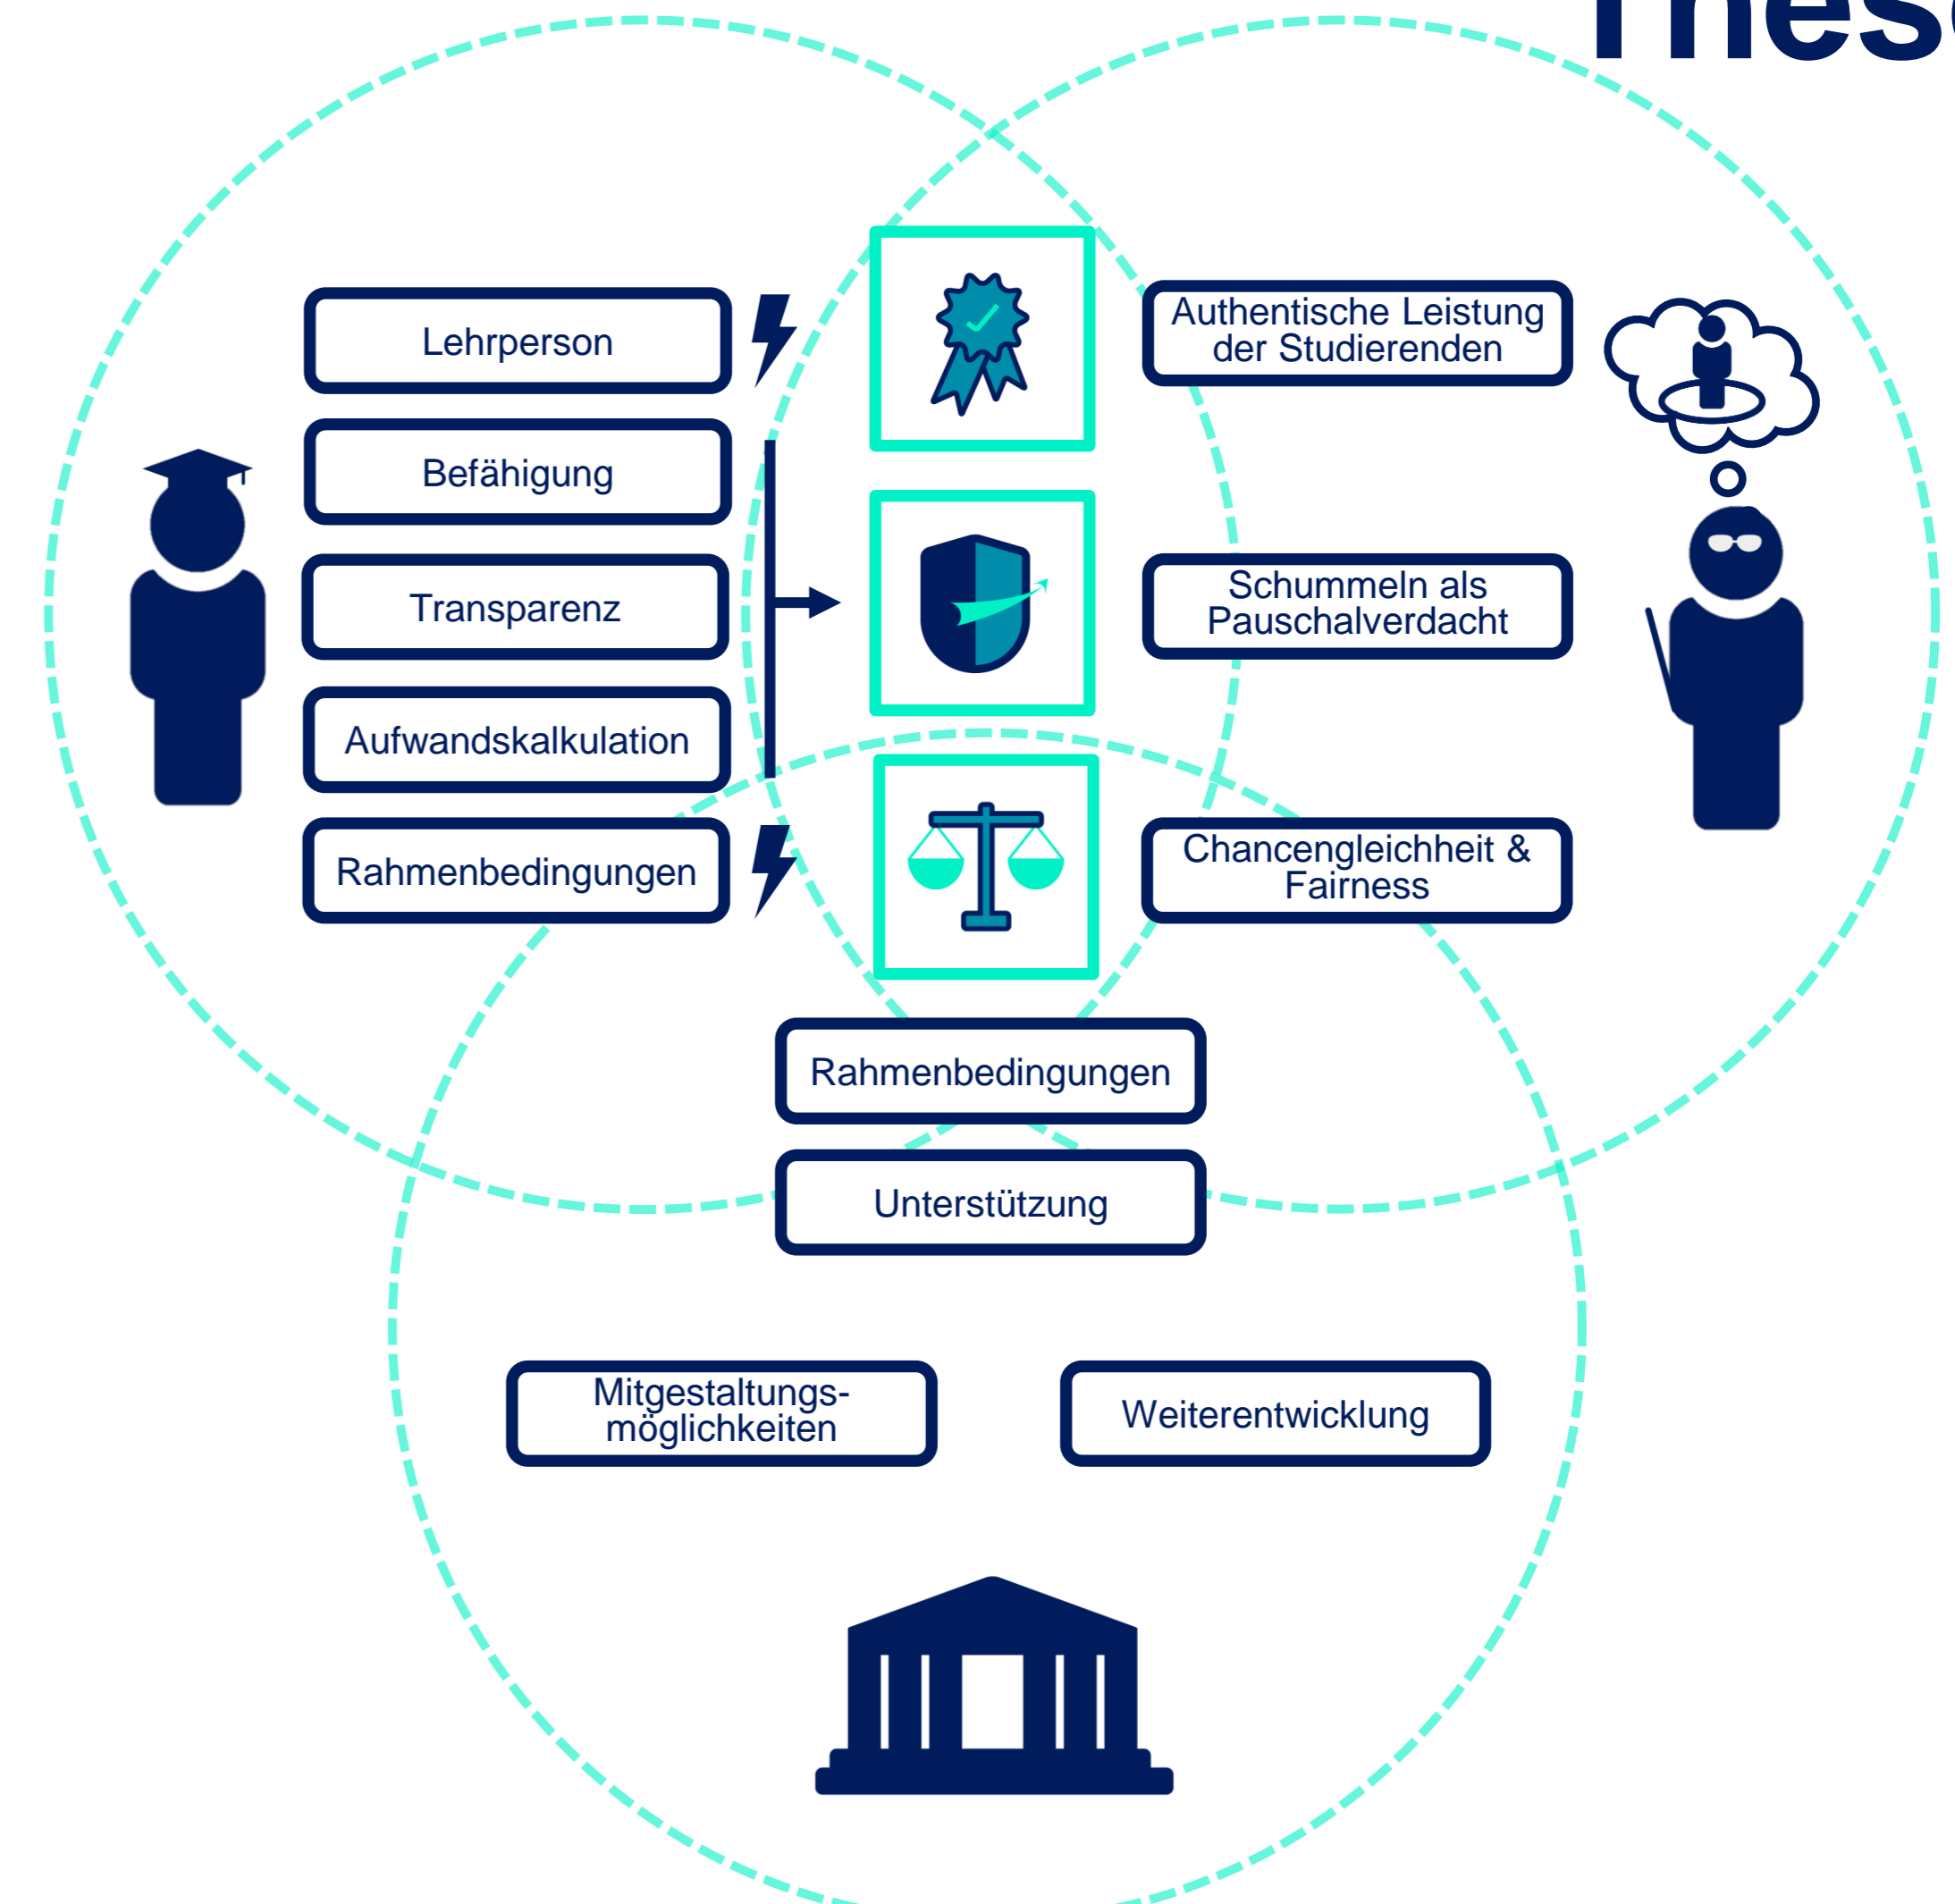 Lehrperson
Befähigung
Transparenz
Aufwandskalkulation
Rahmenbedingungen
Authentische Leistung
der Studierenden
Schummeln als
Pauschalverdacht
Chancengleichheit &
Fairness
Rahmenbedingungen
Unterstützung
Mitgestaltungs-
möglichkeiten
Weiterentwicklung